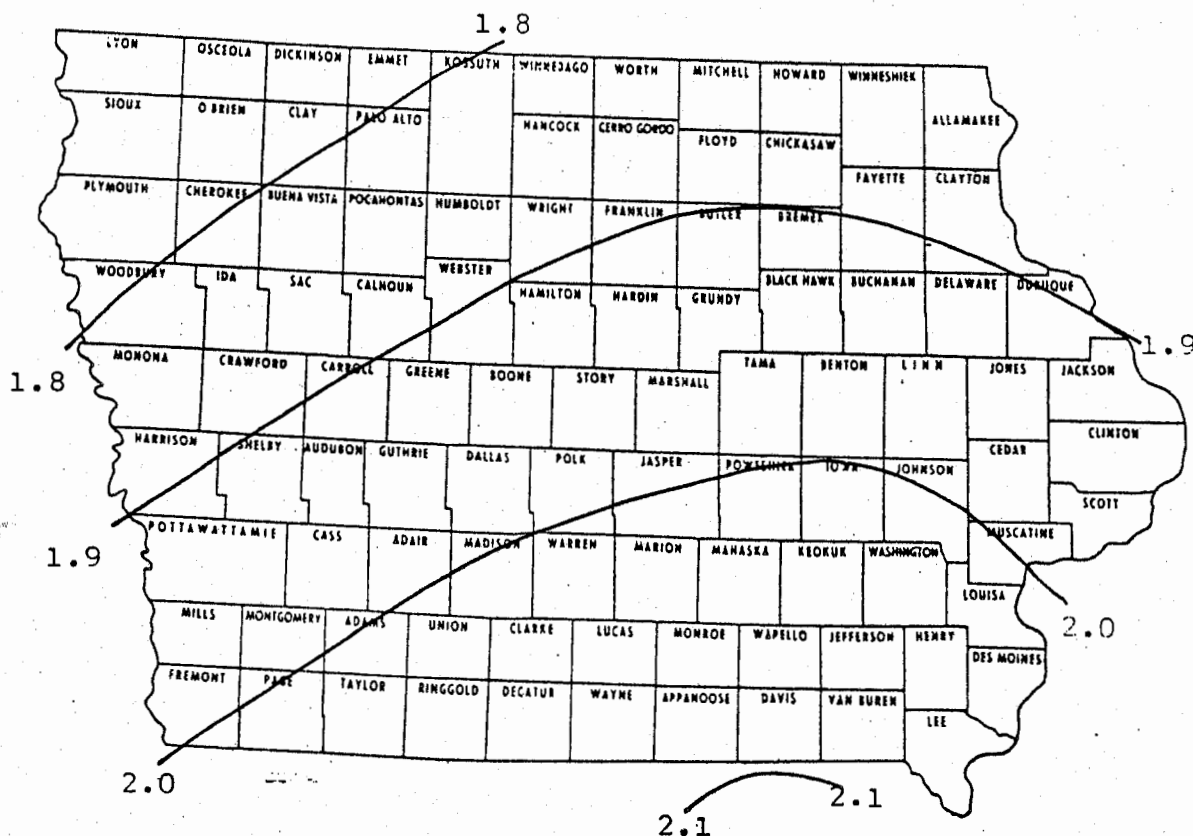 1.8
LYON OSCEOLA DICKINSON EMMET KOSSUTH WINNEBAGO WORTH MITCHELL HOWARD WINNESHIEK
SIOUX O BRIEN CLAY PALO ALTO HANCOCK CERRO GORDO FLOYD CHICKASAW ALLAMAKEE
PLYMOUTH CHEROKEE BUENA VISTA POCAHONTAS HUMBOLDT WRIGHT FRANKLIN BUTLER BREMER FAYETTE CLAYTON
WOODBURY IDA SAC CALHOUN WEBSTER HAMILTON HARDIN GRUNDY BLACK HAWK BUCHANAN DELAWARE DUBUQUE
1.9
1.8
MONONA CRAWFORD CARROLL GREENE BOONE STORY MARSHALL TAMA BENTON LINN JONES JACKSON
HARRISON SHELBY AUDUBON GUTHRIE DALLAS POLK JASPER POWESHIEK IOWA JOHNSON CEDAR CLINTON
SCOTT
1.9
POTTAWATTAMIE CASS ADAIR MADISON WARREN MARION MAHASKA KEOKUK WASHINGTON MUSCATINE
LOUISA
2.0
MILLS MONTGOMERY ADAMS UNION CLARKE LUCAS MONROE WAPELLO JEFFERSON HENRY DES MOINES
FREMONT PAGE TAYLOR RINGGOLD DECATUR WAYNE APPANOOSE DAVIS VAN BUREN LEE
2.0
2.1
2.1